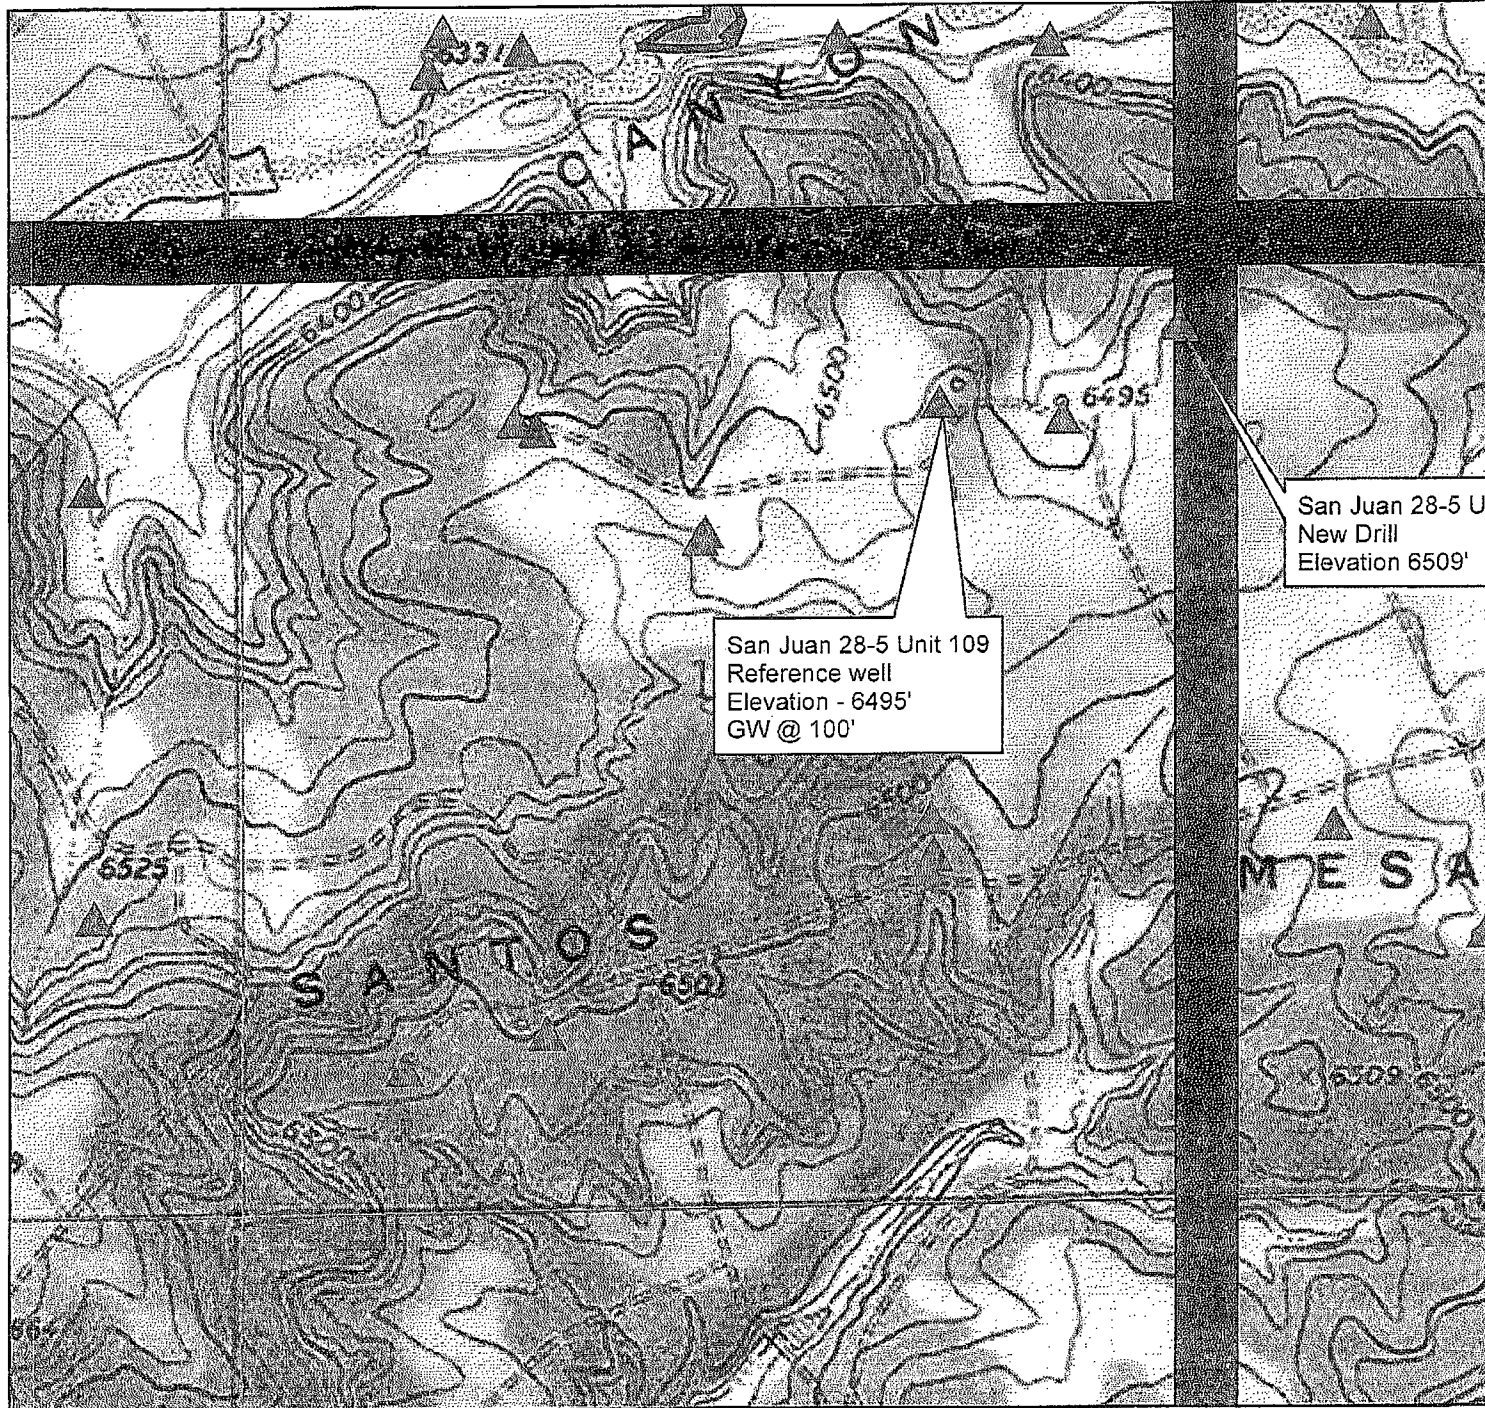 6331
CANYON
6400
6400
6500
6495
San Juan 28-5 U
New Drill
Elevation 6509'
San Juan 28-5 Unit 109
Reference well
Elevation - 6495'
GW @ 100'
6500
6525
MESA
SANTOS
6509